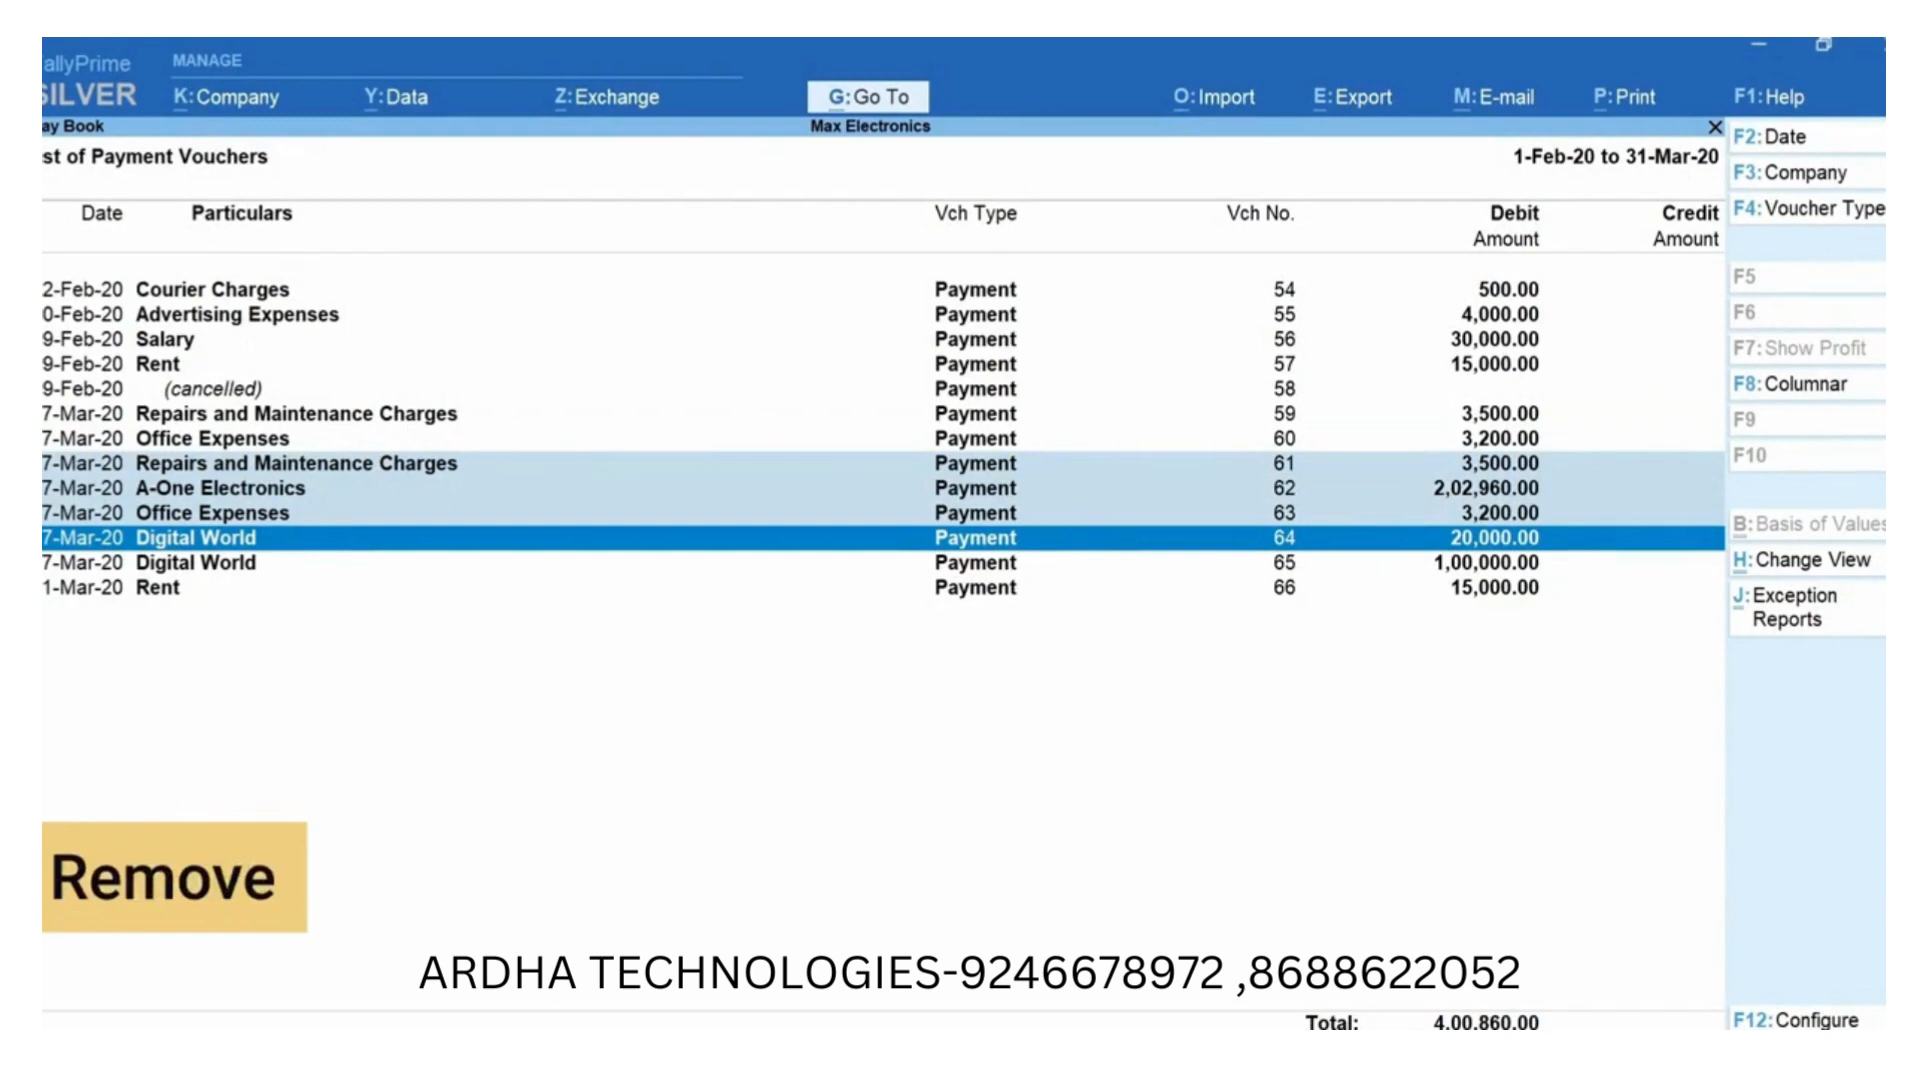 allyPrime MANAGE
SILVER K:Company Y:Data Z:Exchange G:Go To O:Import E:Export M:E-mail P:Print F1:Help
ay Book Max Electronics
st of Payment Vouchers 1-Feb-20 to 31-Mar-20
Date Particulars Vch Type Vch No. Debit Credit
Amount Amount
2-Feb-20 Courier Charges Payment 54 500.00
0-Feb-20 Advertising Expenses Payment 55 4,000.00
9-Feb-20 Salary Payment 56 30,000.00
9-Feb-20 Rent Payment 57 15,000.00
9-Feb-20 (cancelled) Payment 58
7-Mar-20 Repairs and Maintenance Charges Payment 59 3,500.00
7-Mar-20 Office Expenses Payment 60 3,200.00
7-Mar-20 Repairs and Maintenance Charges Payment 61 3,500.00
7-Mar-20 A-One Electronics Payment 62 2,02,960.00
7-Mar-20 Office Expenses Payment 63 3,200.00
7-Mar-20 Digital World Payment 64 20,000.00
7-Mar-20 Digital World Payment 65 1,00,000.00
1-Mar-20 Rent Payment 66 15,000.00
F2:Date
F3:Company
F4:Voucher Type
F5
F6
F7:Show Profit
F8:Columnar
F9
F10
B:Basis of Values
H:Change View
J:Exception
Reports
Remove
ARDHA TECHNOLOGIES-9246678972 ,8688622052
Total: 4,00,860.00
F12:Configure